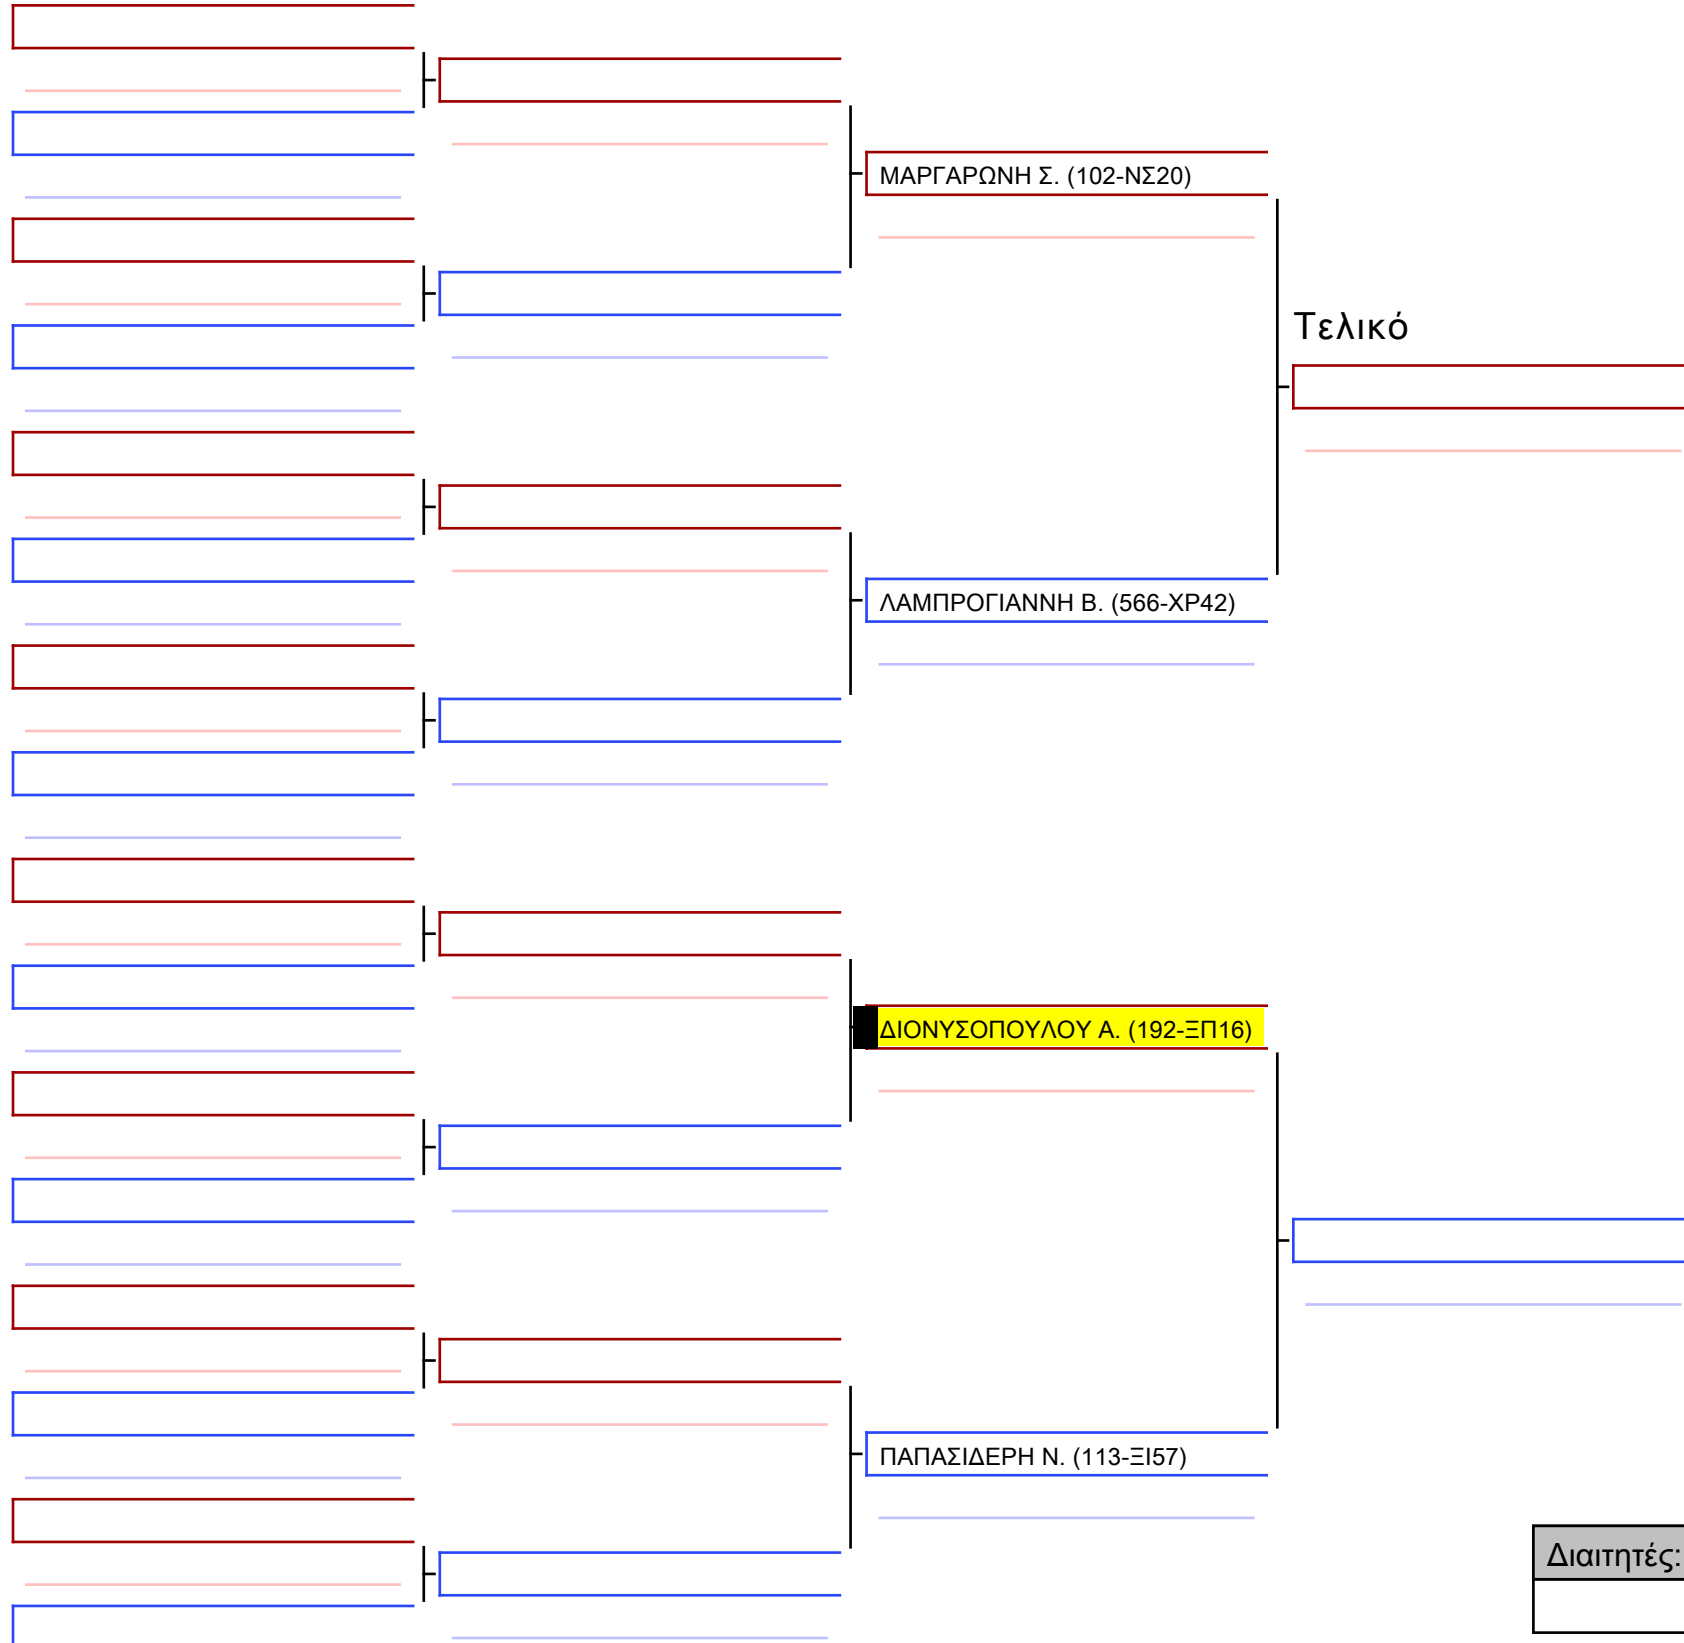 ΜΑΡΓΑΡΩΝΗ Σ. (102-ΝΣ20)
Τελικό
ΛΑΜΠΡΟΓΙΑΝΝΗ Β. (566-ΧΡ42)
ΔΙΟΝΥΣΟΠΟΥΛΟΥ Α. (192-ΞΠ16)
ΠΑΠΑΣΙΔΕΡΗ Ν. (113-ΞΙ57)
Διαιτητές: